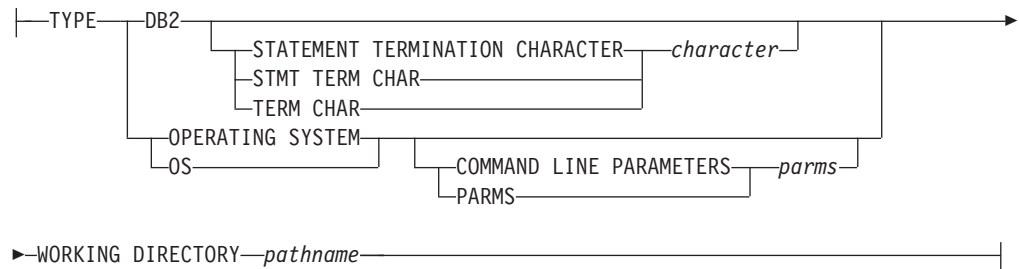 TYPE DB2
STATEMENT TERMINATION CHARACTER character
STMT TERM CHAR
TERM CHAR
OPERATING SYSTEM
OS
COMMAND LINE PARAMETERS parms
PARMS
WORKING DIRECTORY pathname